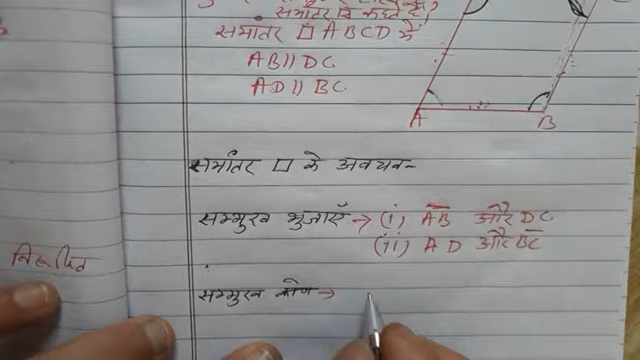 समांतर □ कहते हैं,
समांतर □ ABCD में
AB || DC
AD || BC
A
B
समांतर □ के अवयव-
सम्मुख भुजाएँ → (i) AB और DC
(ii) AD और BC
निरूपित
सम्मुख कोण →